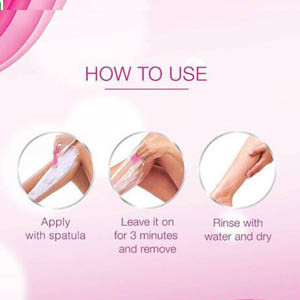 HOW TO USE
Apply
with spatula
Leave it on
for 3 minutes
and remove
Rinse with
water and dry